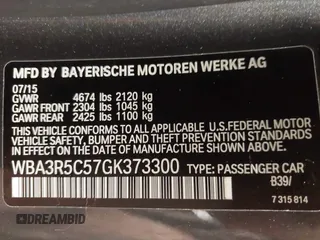 MFD BY BAYERISCHE MOTOREN WERKE AG
07/15
GVWR 4674 lbs 2120 kg
GAWR FRONT 2304 lbs 1045 kg
GAWR REAR 2425 lbs 1100 kg
THIS VEHICLE CONFORMS TO ALL APPLICABLE U.S.FEDERAL MOTOR
VEHICLE SAFETY, BUMPER AND THEFT PREVENTION STANDARDS IN
EFFECT ON THE DATE OF MANUFACTURE SHOWN ABOVE.
WBA3R5C57GK373300 TYPE: PASSENGER CAR
B39/
7 315 814
DREAMBID .com